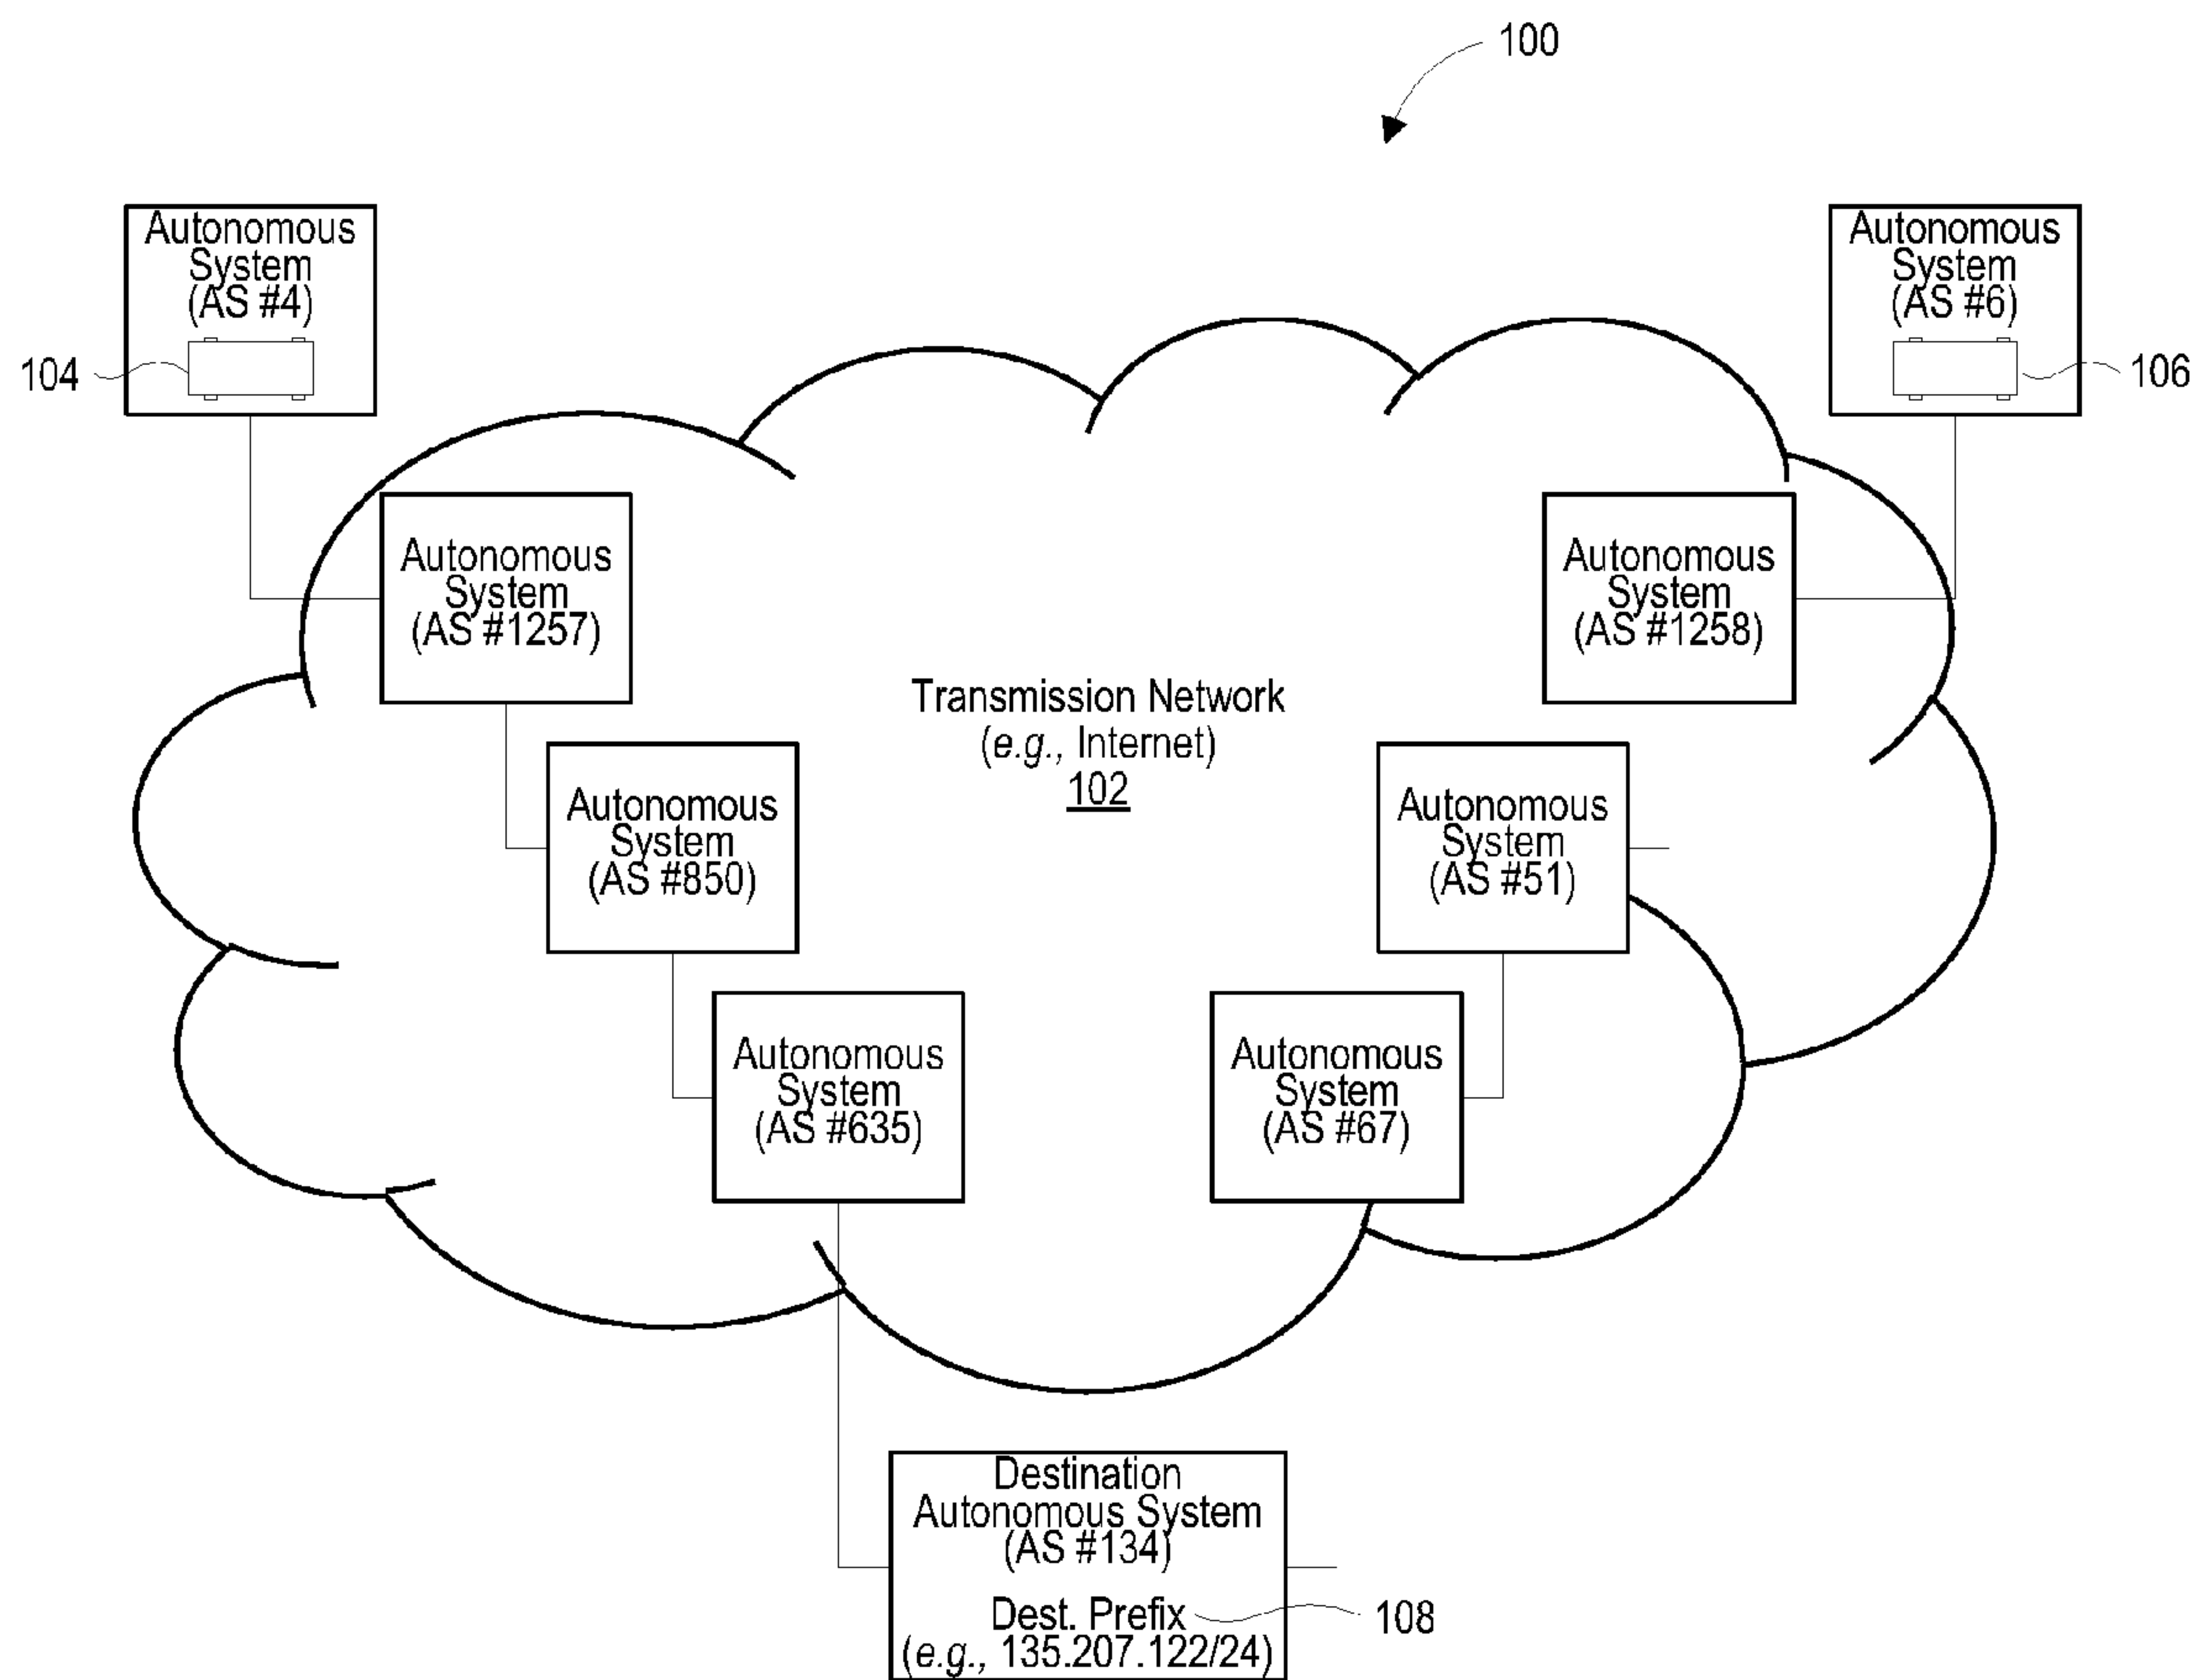 100
Autonomous
System
(AS #4)
104
Autonomous
System
(AS #6)
106
Autonomous
System
(AS #1257)
Autonomous
System
(AS #1258)
Transmission Network
(e.g., Internet)
102
Autonomous
System
(AS #850)
Autonomous
System
(AS #51)
Autonomous
System
(AS #635)
Autonomous
System
(AS #67)
Destination
Autonomous System
(AS #134)
Dest. Prefix
(e.g., 135.207.122/24)
108